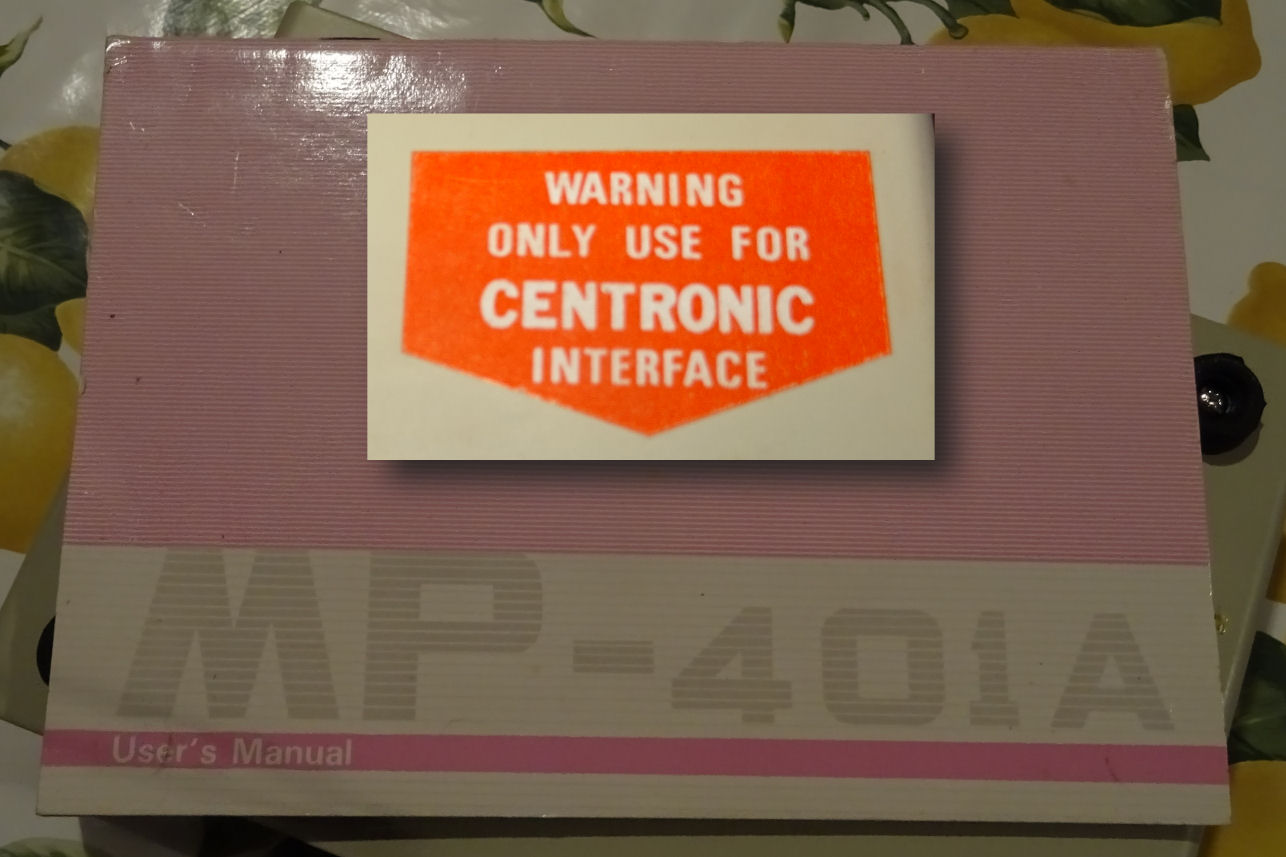 WARNING
ONLY USE FOR
CENTRONIC
INTERFACE
MP-401A
User's Manual